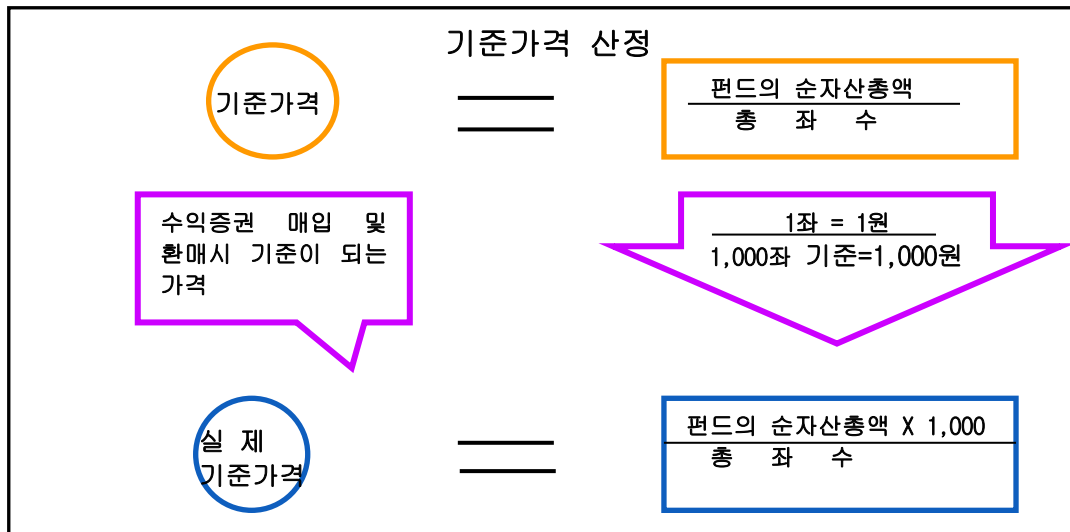 기준가격 산정
기준가격
펀드의 순자산총액
총 좌 수
수익증권 매입 및
환매시 기준이 되는
가격
1좌 = 1원
1,000좌 기준=1,000원
실 제
기준가격
펀드의 순자산총액 X 1,000
총 좌 수